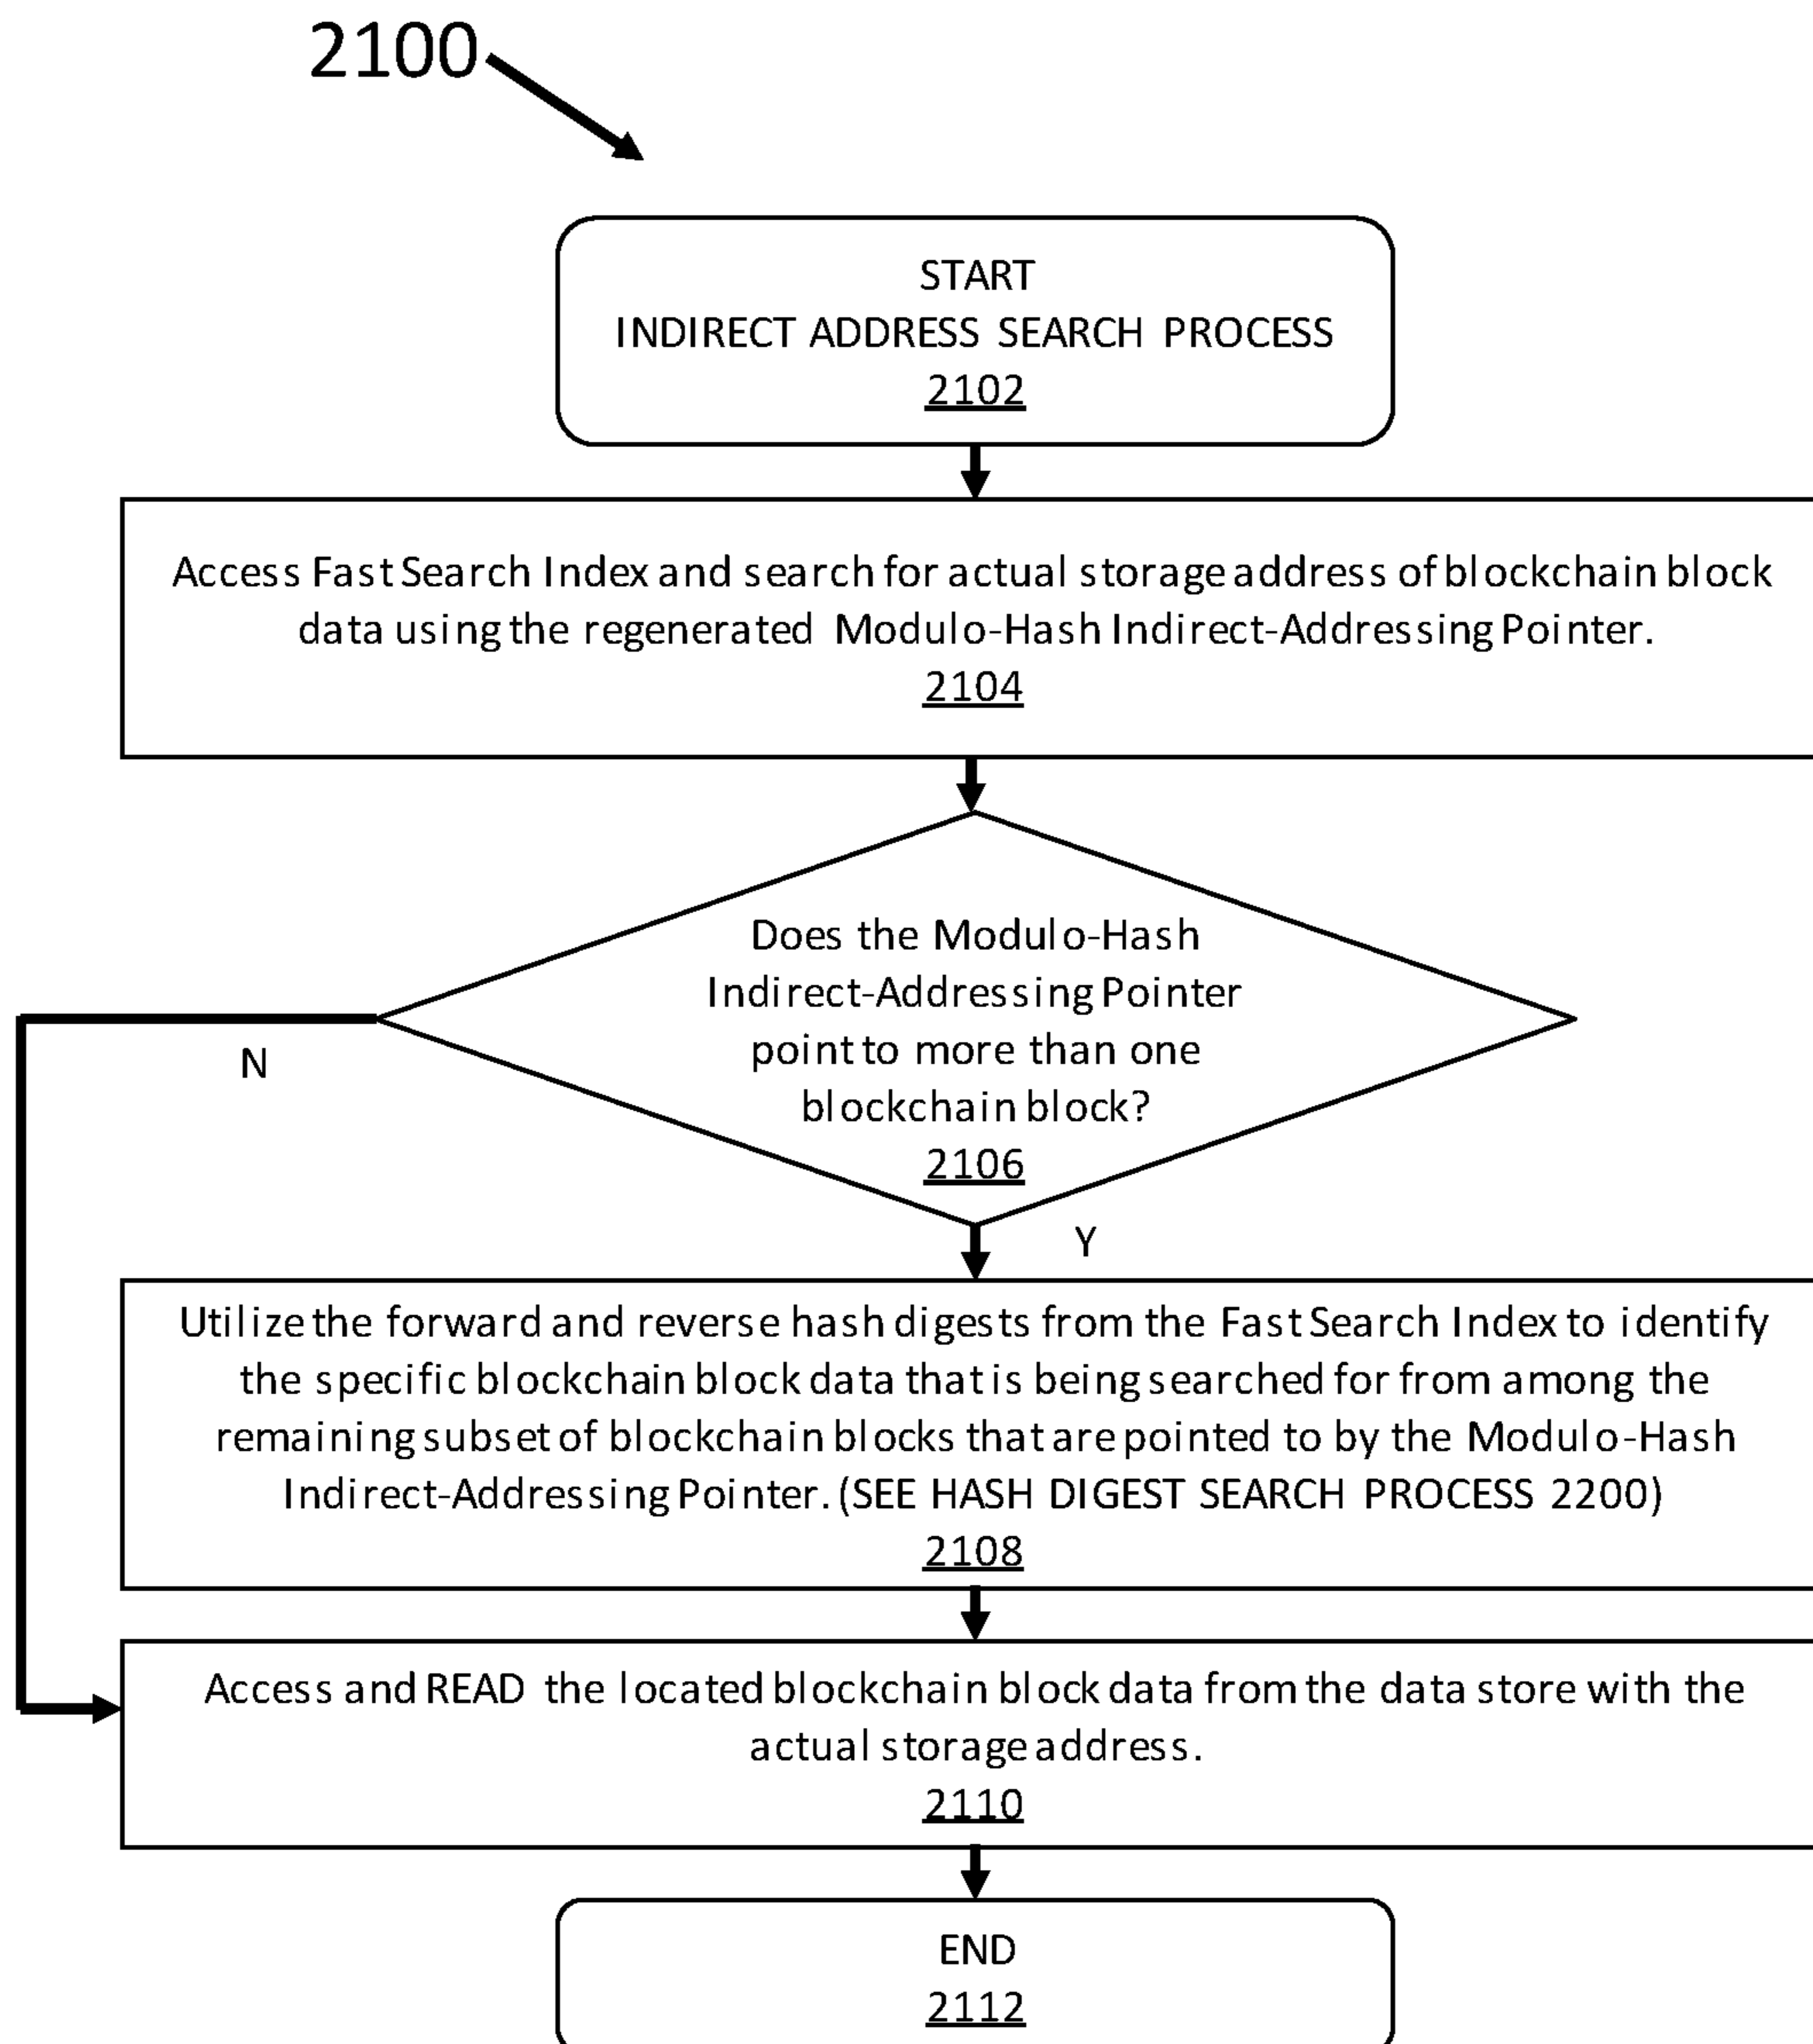 2100
START
INDIRECT ADDRESS SEARCH PROCESS
2102
Access Fast Search Index and search for actual storage address of blockchain block
data using the regenerated Modulo-Hash Indirect-Addressing Pointer.
2104
Does the Modulo-Hash
Indirect-Addressing Pointer
point to more than one
blockchain block?
2106
N
Y
Utilize the forward and reverse hash digests from the Fast Search Index to identify
the specific blockchain block data that is being searched for from among the
remaining subset of blockchain blocks that are pointed to by the Modulo-Hash
Indirect-Addressing Pointer. (SEE HASH DIGEST SEARCH PROCESS 2200)
2108
Access and READ the located blockchain block data from the data store with the
actual storage address.
2110
END
2112